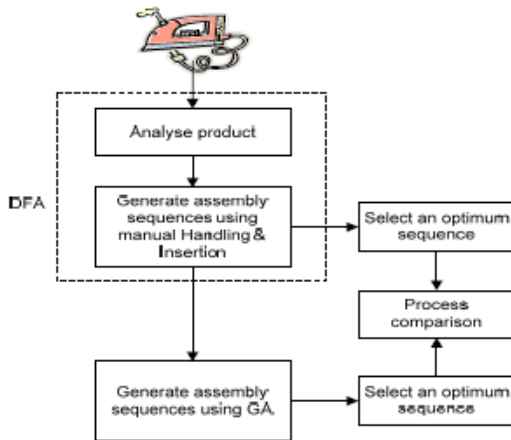 Analyse product
DFA
Generate assembly
sequences using
manual Handling &
Insertion
Select an optimum
sequence
Process
comparison
Generate assembly
sequences using GA.
Select an optimum
sequence